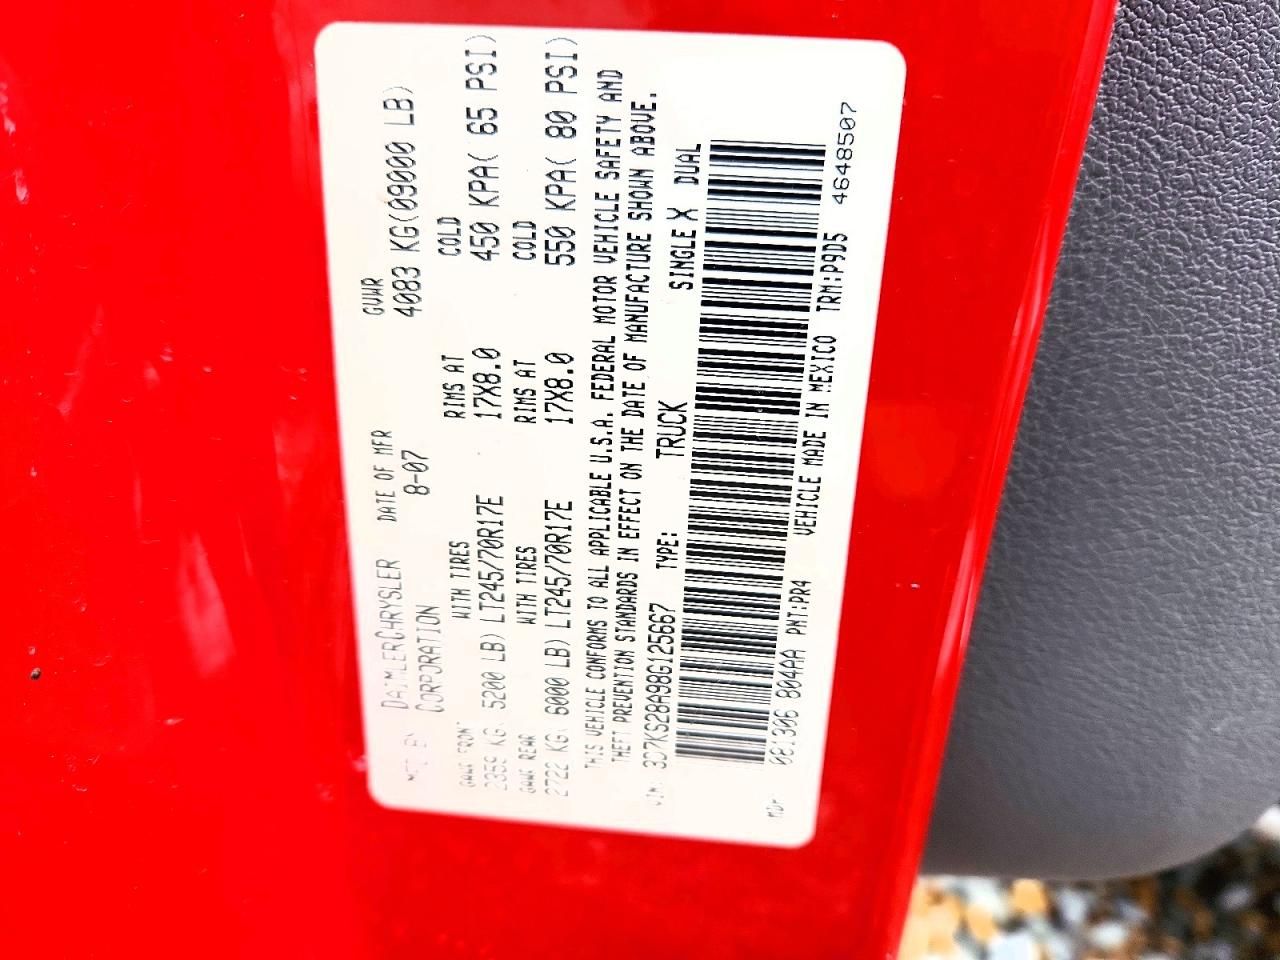 MFD BY DAIMLERCHRYSLER CORPORATION DATE OF MFR 8-07 GVWR 4083 KG(09000 LB)
GAWR FRONT WITH TIRES RIMS AT COLD
2359 KG( 5200 LB) LT245/70R17E 17X8.0 450 KPA( 65 PSI)
GAWR REAR WITH TIRES RIMS AT COLD
2722 KG( 6000 LB) LT245/70R17E 17X8.0 550 KPA( 80 PSI)
THIS VEHICLE CONFORMS TO ALL APPLICABLE U.S.A. FEDERAL MOTOR VEHICLE SAFETY AND
THEFT PREVENTION STANDARDS IN EFFECT ON THE DATE OF MANUFACTURE SHOWN ABOVE.
VIN: 3D7KS28A98G125667 TYPE: TRUCK SINGLE X DUAL
MDH 081306 804AA PNT:PR4 VEHICLE MADE IN MEXICO TRM:P9D5 4648507